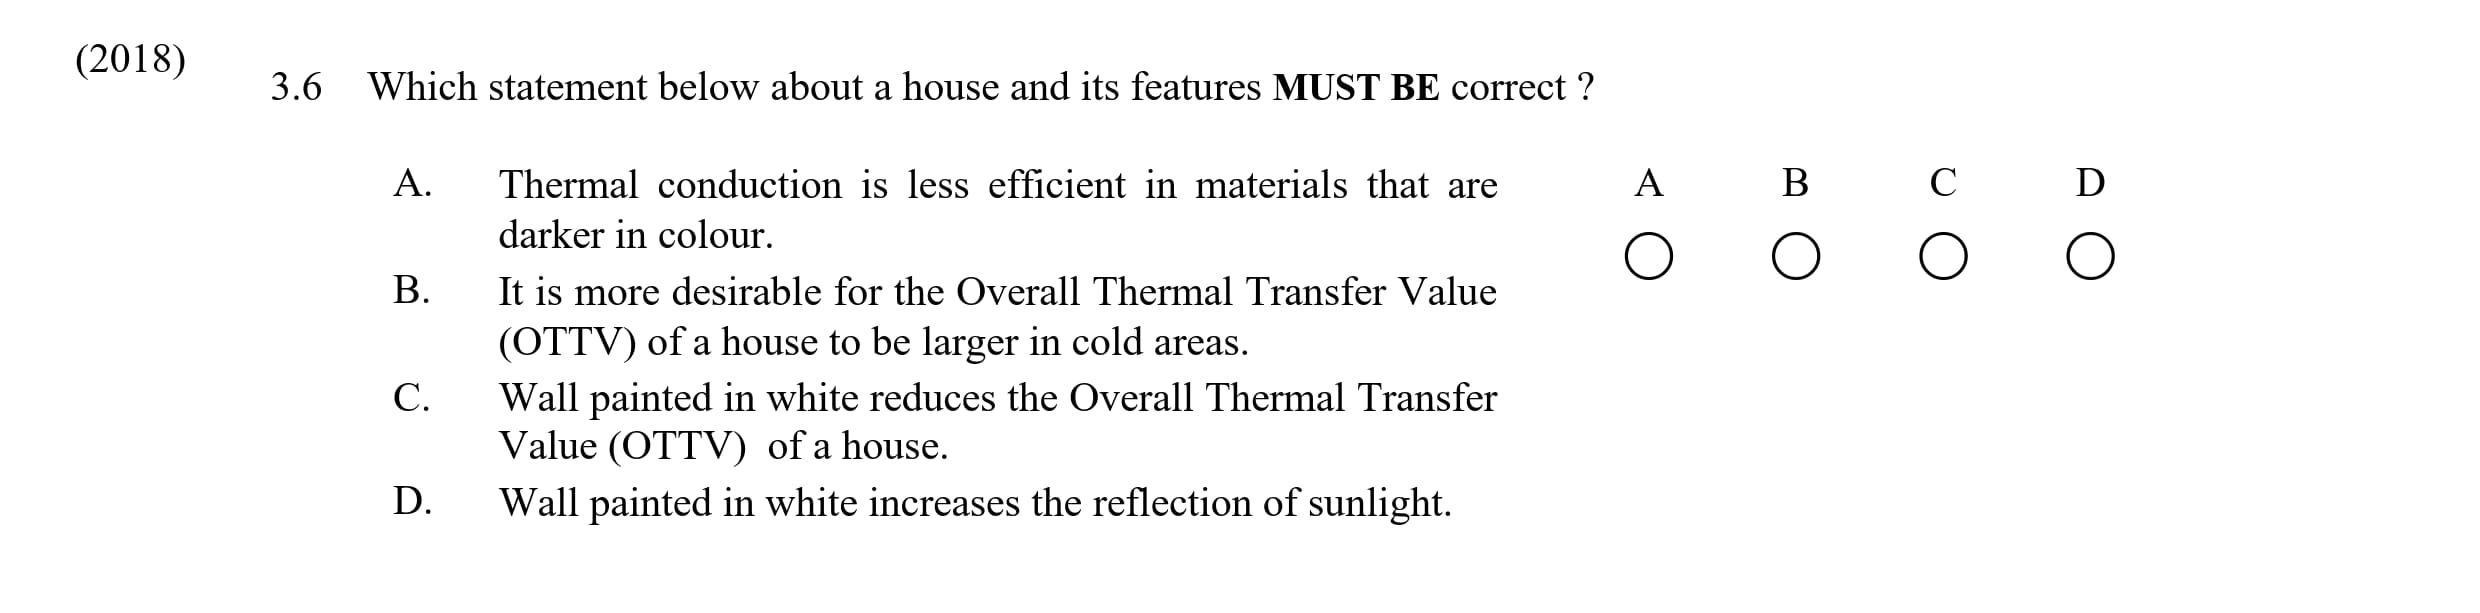 (2018)
3.6 Which statement below about a house and its features MUST BE correct ?
A. Thermal conduction is less efficient in materials that are A B C D
darker in colour.
B. It is more desirable for the Overall Thermal Transfer Value
(OTTV) of a house to be larger in cold areas.
C. Wall painted in white reduces the Overall Thermal Transfer
Value (OTTV) of a house.
D. Wall painted in white increases the reflection of sunlight.